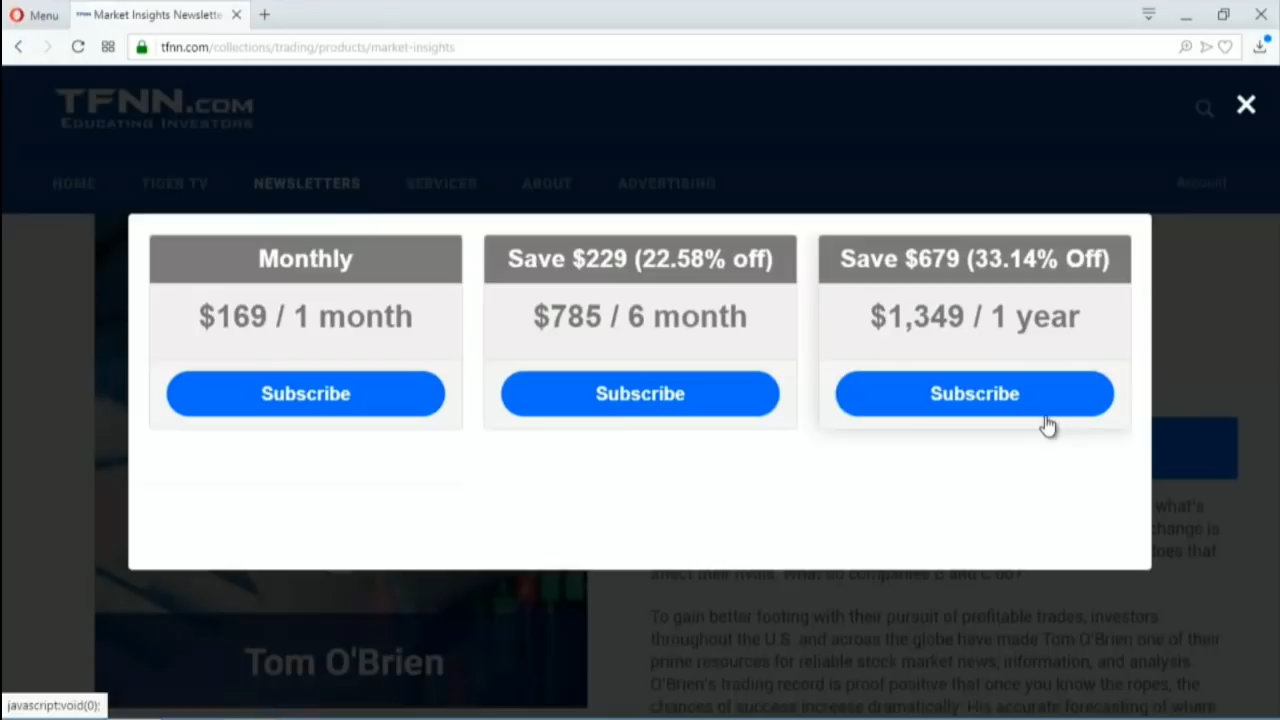 Menu
Market Insights Newslette
tfnn.com/collections/trading/products/market-insights
TFNN.COM
EDUCATING INVESTORS
HOME TIGER TV NEWSLETTERS SERVICES ABOUT ADVERTISING Account
Monthly
$169 / 1 month
Subscribe
Save $229 (22.58% off)
$785 / 6 month
Subscribe
Save $679 (33.14% Off)
$1,349 / 1 year
Subscribe
what's
change is
does that
affect their rivals. What do companies B and C do?
To gain better footing with their pursuit of profitable trades, investors
throughout the U.S. and across the globe have made Tom O'Brien one of their
prime resources for reliable stock market news, information, and analysis.
O'Brien's trading record is proof positive that once you know the ropes, the
chances of success increase dramatically. His accurate forecasting of where
Tom O'Brien
javascript:void(0);